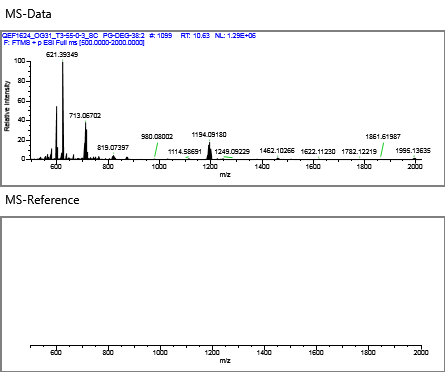 MS-Data
QEF1624_OG31_T3-55-0-3_SC PG-DEG-38:2 #: 1099 RT: 10.63 NL: 1.29E+06
F: FTMS + p ESI Full ms [500.0000-2000.0000]
621.39349
100
80
713.06702
60
Relative Intensity
40
1194.09180
980.08002
1861.61987
20
819.07397
1114.58691
1249.09229
1462.10266
1622.11230
1782.12219
1995.13635
0
600 800 1000 1200 1400 1600 1800 2000
m/z
MS-Reference
600 800 1000 1200 1400 1600 1800 2000
m/z